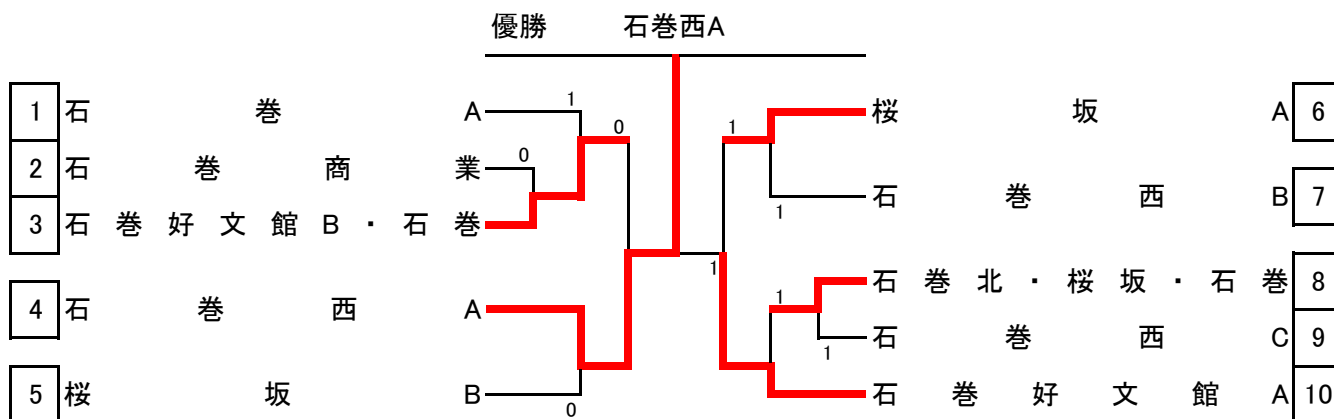 優勝 石巻西A
1 石巻A 1
0
1
桜坂A 6
2 石巻商業 0
石巻西B 7
1
3 石巻好文館B・石巻
1
石巻北・桜坂・石巻 8
1
4 石巻西A
石巻西C 9
1
5 桜坂B 0
石巻好文館A 10